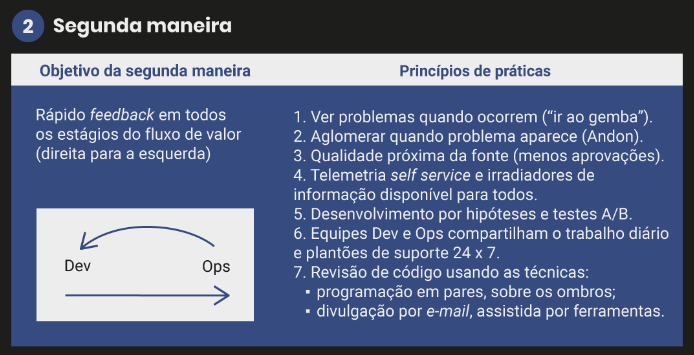 2 Segunda maneira
Objetivo da segunda maneira
Rápido feedback em todos
os estágios do fluxo de valor
(direita para a esquerda)
Dev
Ops
Princípios de práticas
1. Ver problemas quando ocorrem (“ir ao gemba”).
2. Aglomerar quando problema aparece (Andon).
3. Qualidade próxima da fonte (menos aprovações).
4. Telemetria self service e irradiadores de
informação disponível para todos.
5. Desenvolvimento por hipóteses e testes A/B.
6. Equipes Dev e Ops compartilham o trabalho diário
e plantões de suporte 24 x 7.
7. Revisão de código usando as técnicas:
▪ programação em pares, sobre os ombros;
▪ divulgação por e-mail, assistida por ferramentas.